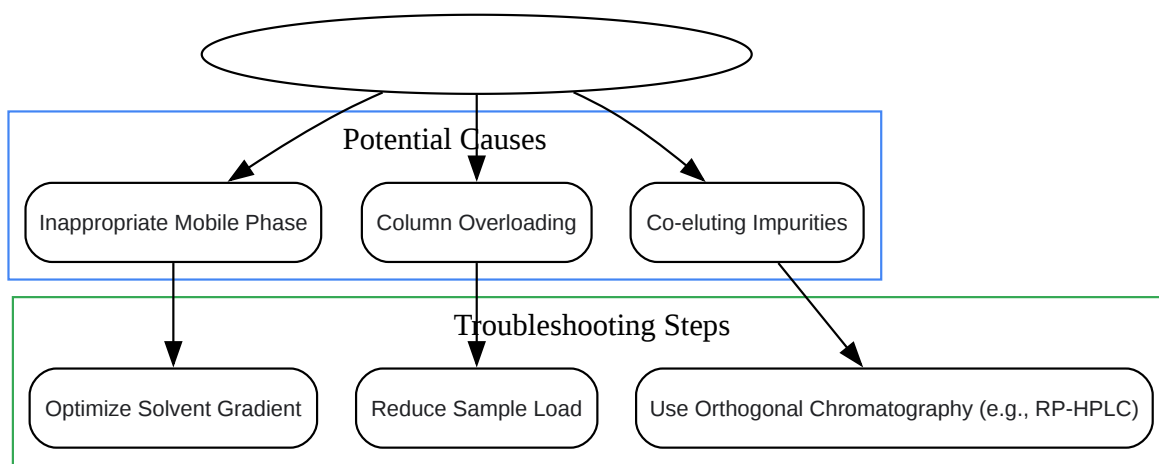 Potential Causes
Inappropriate Mobile Phase
Column Overloading
Co-eluting Impurities
Troubleshooting Steps
Optimize Solvent Gradient
Reduce Sample Load
Use Orthogonal Chromatography (e.g., RP-HPLC)